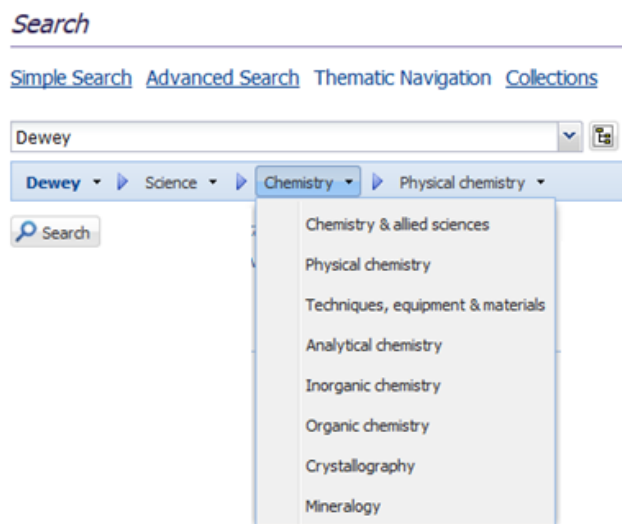 Search
Simple Search Advanced Search Thematic Navigation Collections
Dewey
Dewey Science Chemistry Physical chemistry
Search
Chemistry & allied sciences
Physical chemistry
Techniques, equipment & materials
Analytical chemistry
Inorganic chemistry
Organic chemistry
Crystallography
Mineralogy